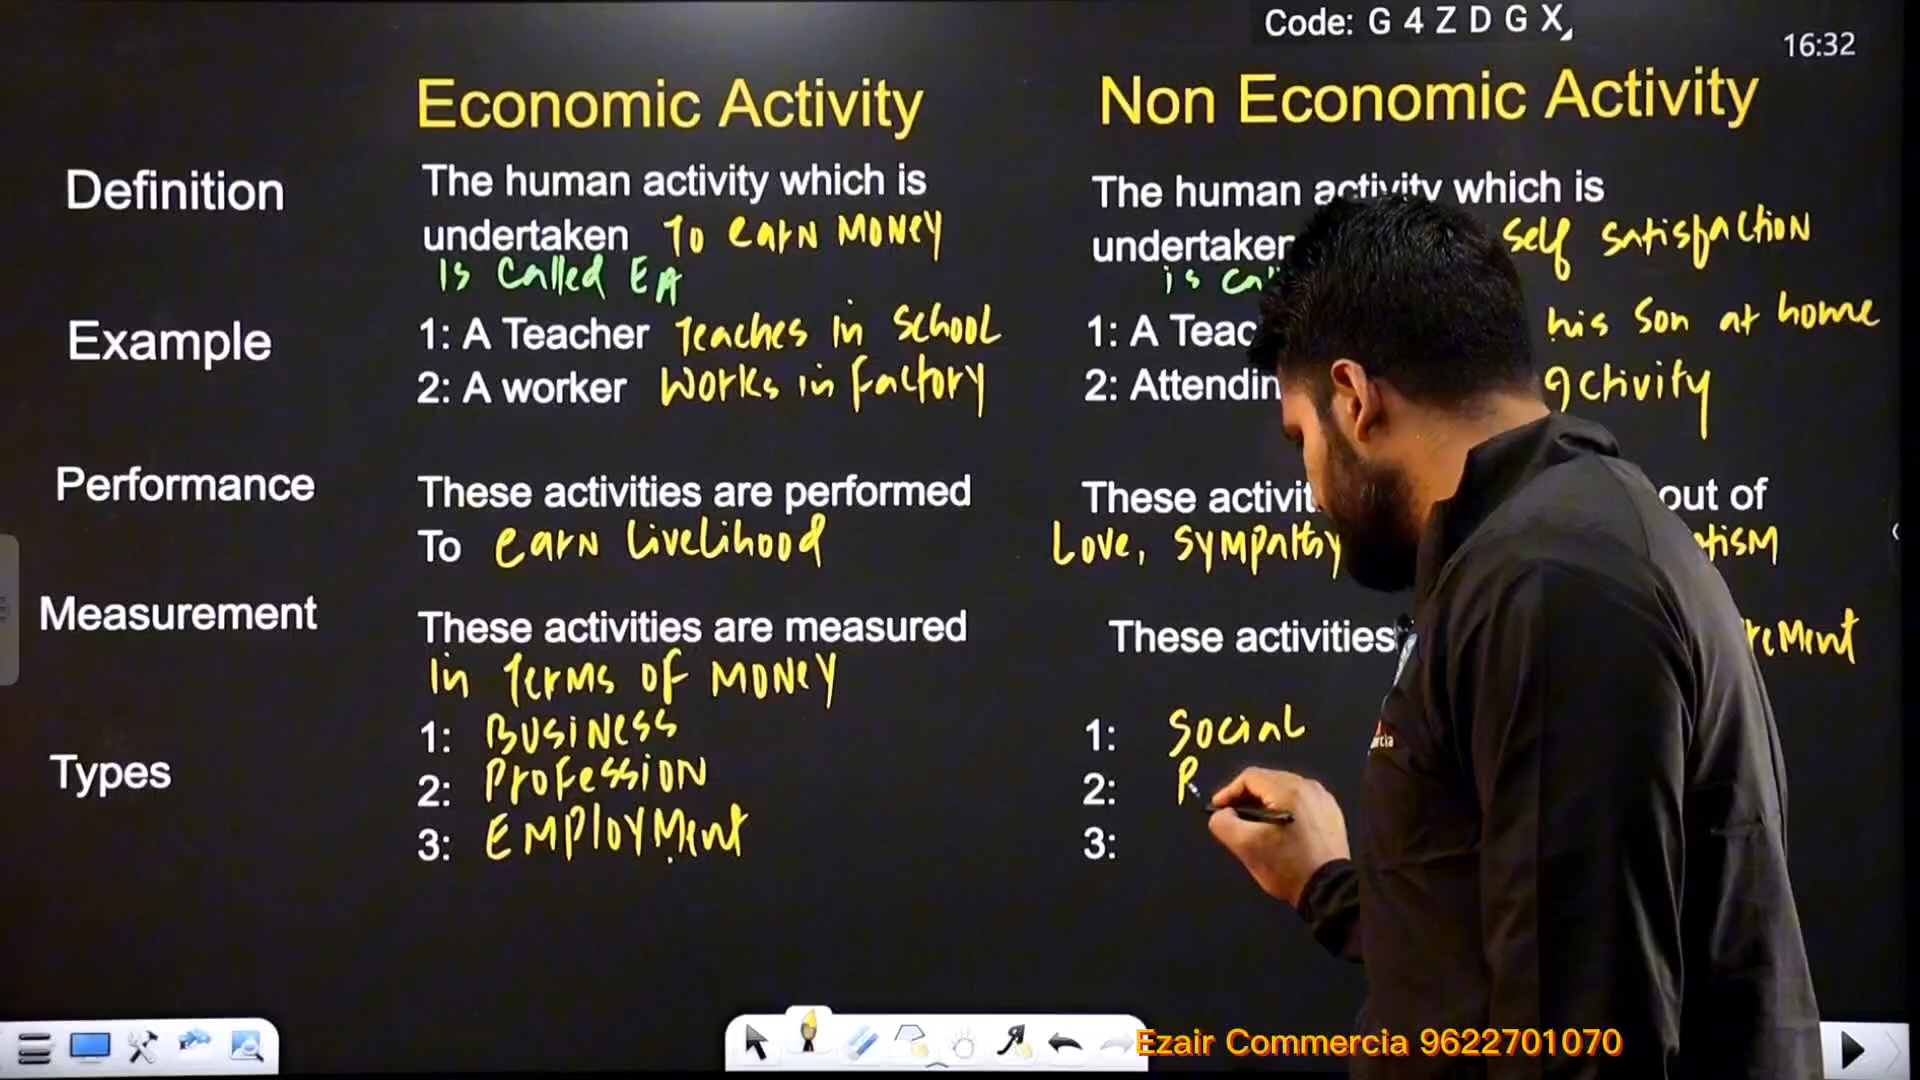 Code: G 4 Z D G X
16:32
Economic Activity
Non Economic Activity
Definition
The human activity which is
undertaken To earn Money
is called EA
The human activity which is
undertaken self satisfaction
is
Example
1: A Teacher Teaches in School
2: A worker Works in Factory
1: A his son at home
2: activity
Performance
These activities are performed
To earn livelihood
These out of
Love, sympathy
Measurement
These activities are measured
in Terms of Money
These activities
Types
1: Business
2: Profession
3: Employment
1: Social
2:
3:
Ezair Commercia 9622701070